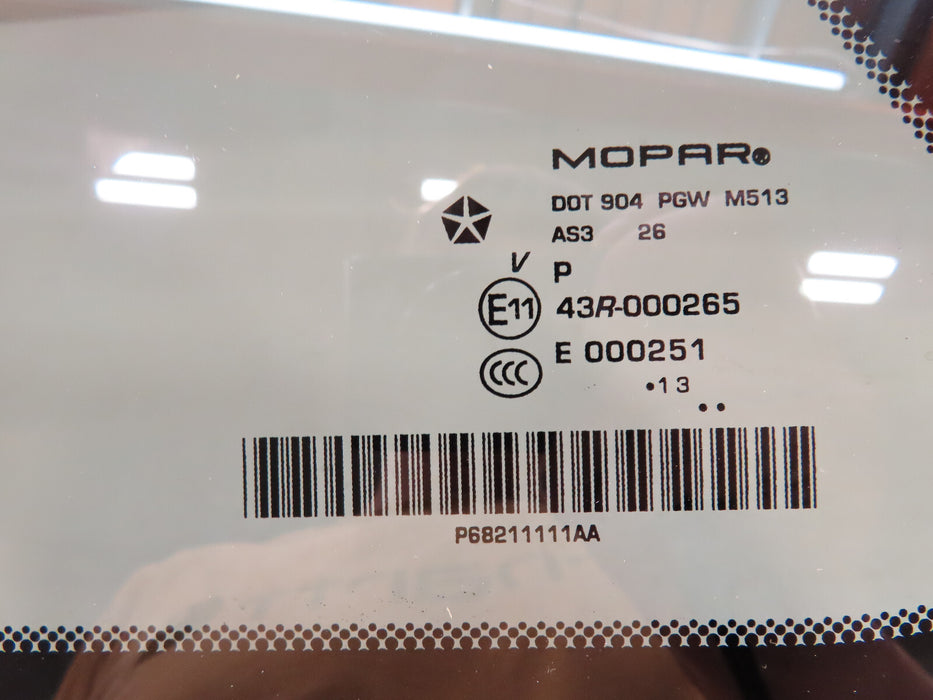 MOPAR®
DOT 904 PGW M513
AS3 26
V P
E11 43R-000265
CCC E 000251
•13
••
P68211111AA